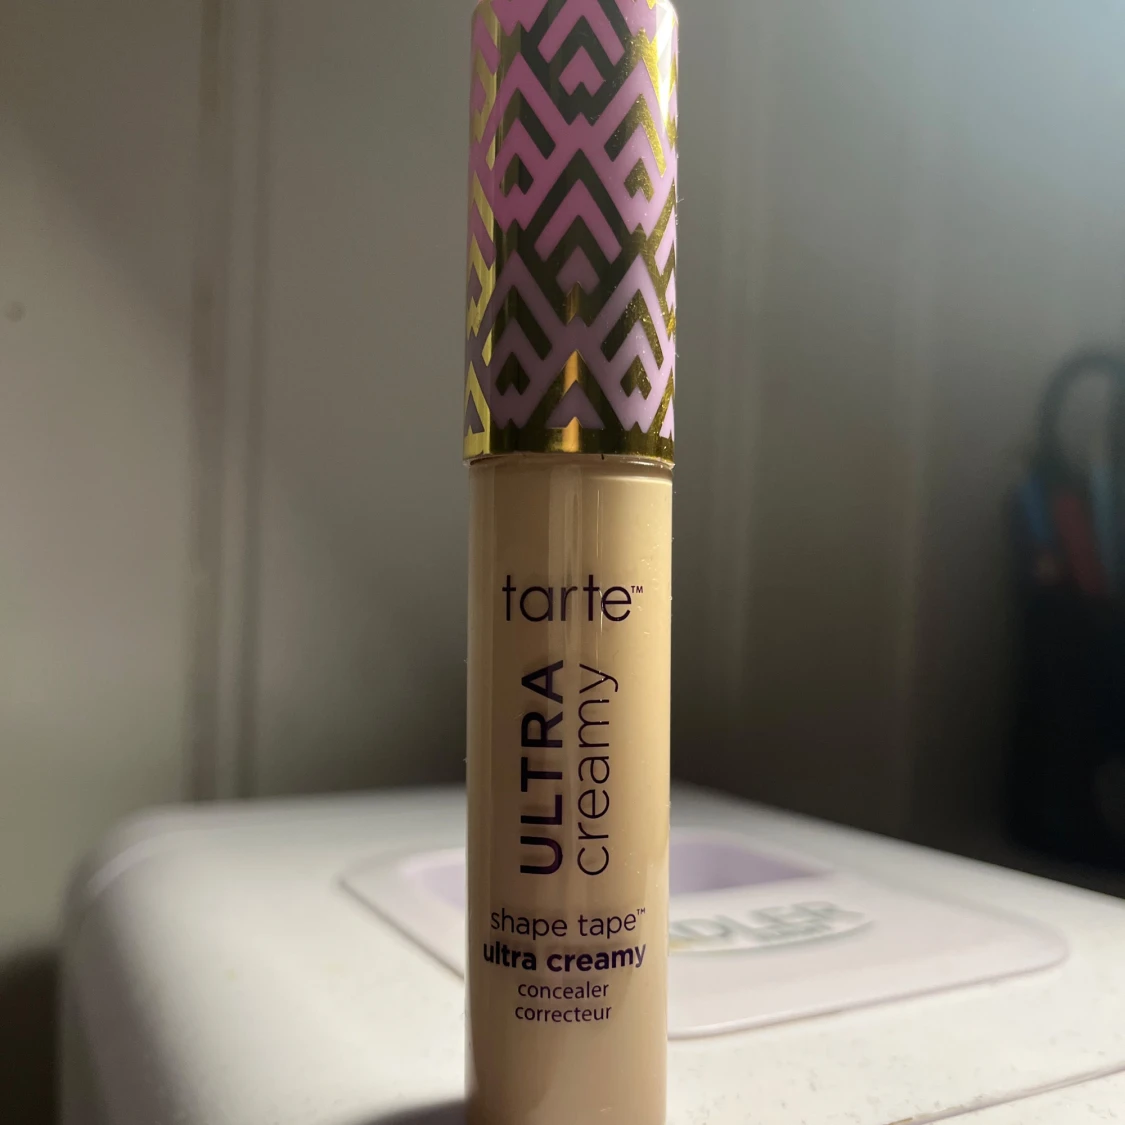 tarte™
ULTRA
creamy
shape tape™
ultra creamy
concealer
correcteur